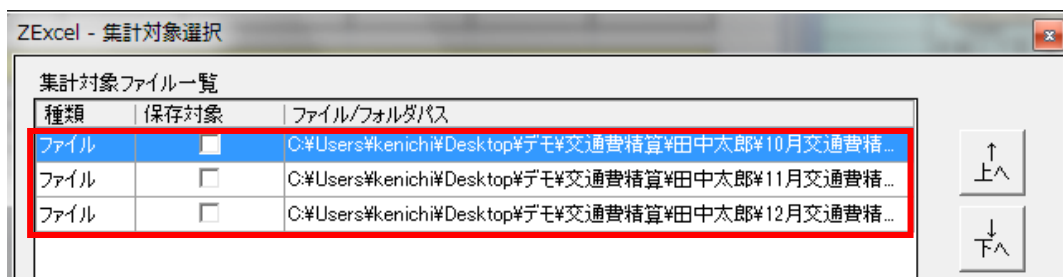 ZExcel - 集計対象選択
集計対象ファイル一覧
種類 保存対象 ファイル/フォルダパス
ファイル C:¥Users¥kenichi¥Desktop¥デモ¥交通費精算¥田中太郎¥10月交通費精...
ファイル C:¥Users¥kenichi¥Desktop¥デモ¥交通費精算¥田中太郎¥11月交通費精...
ファイル C:¥Users¥kenichi¥Desktop¥デモ¥交通費精算¥田中太郎¥12月交通費精...
↑
上へ
↓
下へ